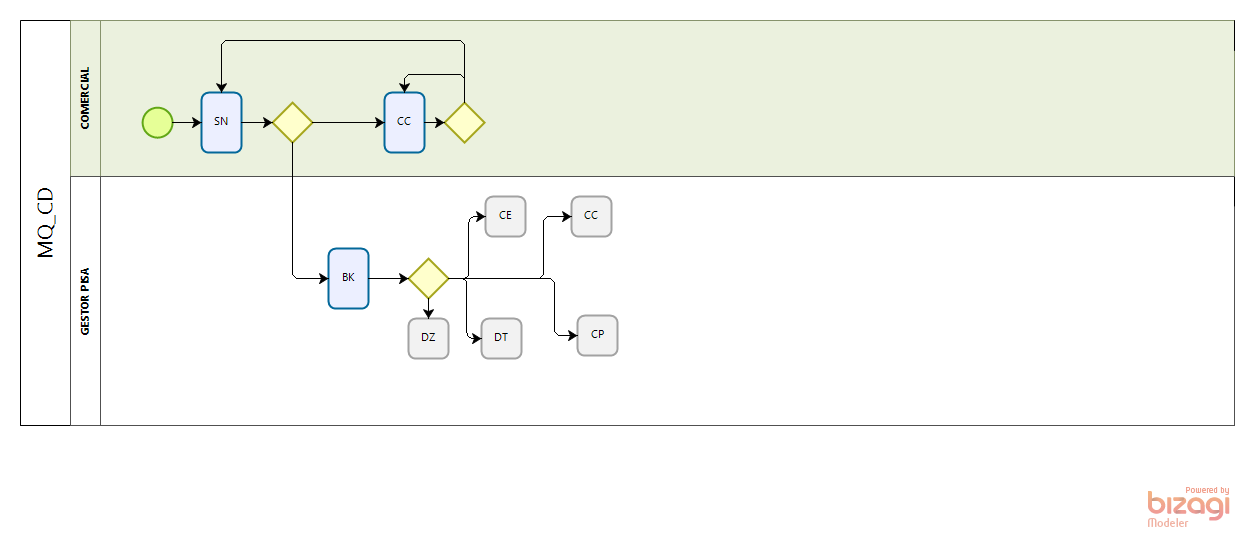 MQ_CD
COMERCIAL
SN
CC
GESTOR PISA
CE
CC
BK
DZ
DT
CP
Powered by
bizagi
Modeler